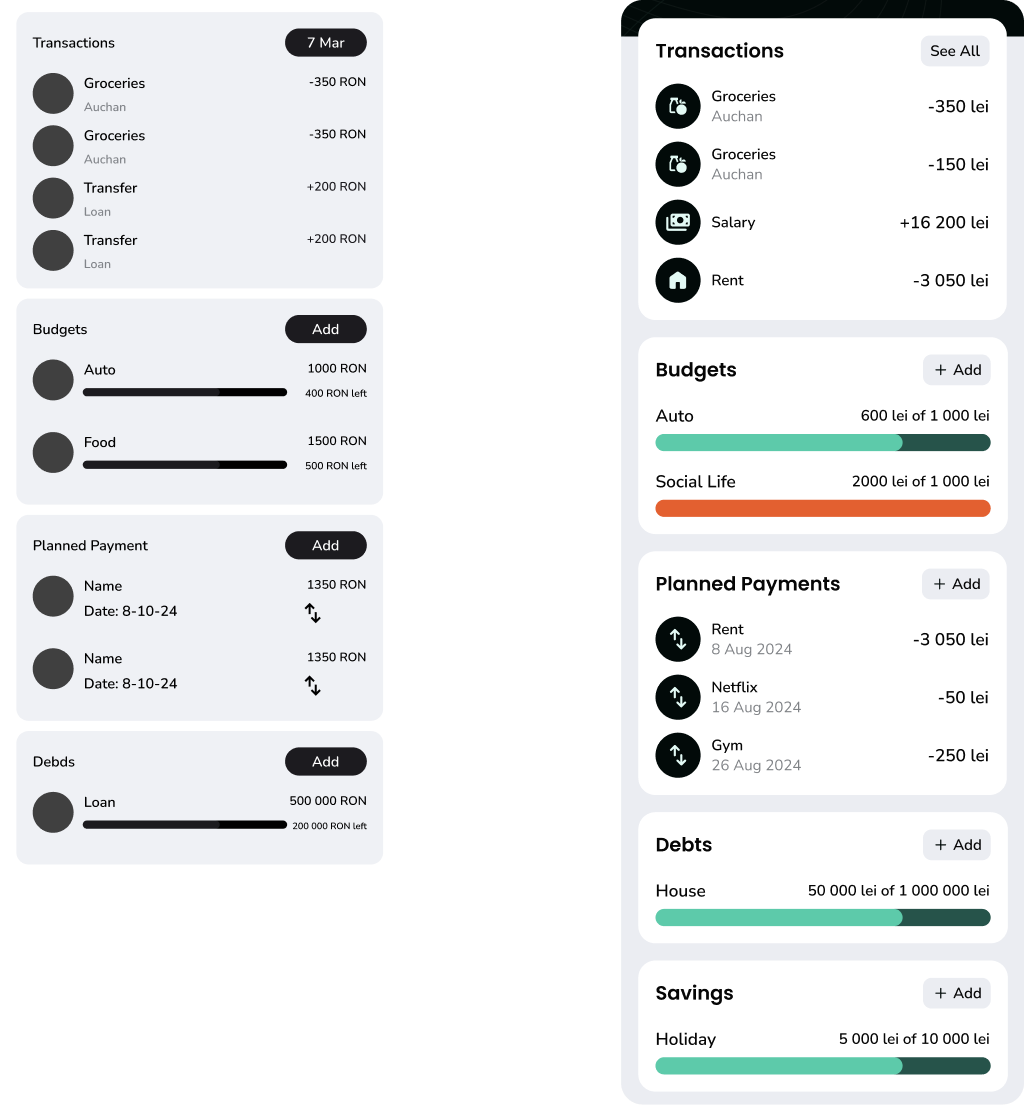 Transactions
7 Mar
Groceries
-350 RON
Auchan
Groceries
-350 RON
Auchan
Transfer
+200 RON
Loan
Transfer
+200 RON
Loan
Budgets
Add
Auto
1000 RON
400 RON left
Food
1500 RON
500 RON left
Planned Payment
Add
Name
1350 RON
Date: 8-10-24
Name
1350 RON
Date: 8-10-24
Debds
Add
Loan
500 000 RON
200 000 RON left
Transactions
See All
Groceries
Auchan
-350 lei
Groceries
Auchan
-150 lei
Salary
+16 200 lei
Rent
-3 050 lei
Budgets
+ Add
Auto
600 lei of 1 000 lei
Social Life
2000 lei of 1 000 lei
Planned Payments
+ Add
Rent
8 Aug 2024
-3 050 lei
Netflix
16 Aug 2024
-50 lei
Gym
26 Aug 2024
-250 lei
Debts
+ Add
House
50 000 lei of 1 000 000 lei
Savings
+ Add
Holiday
5 000 lei of 10 000 lei